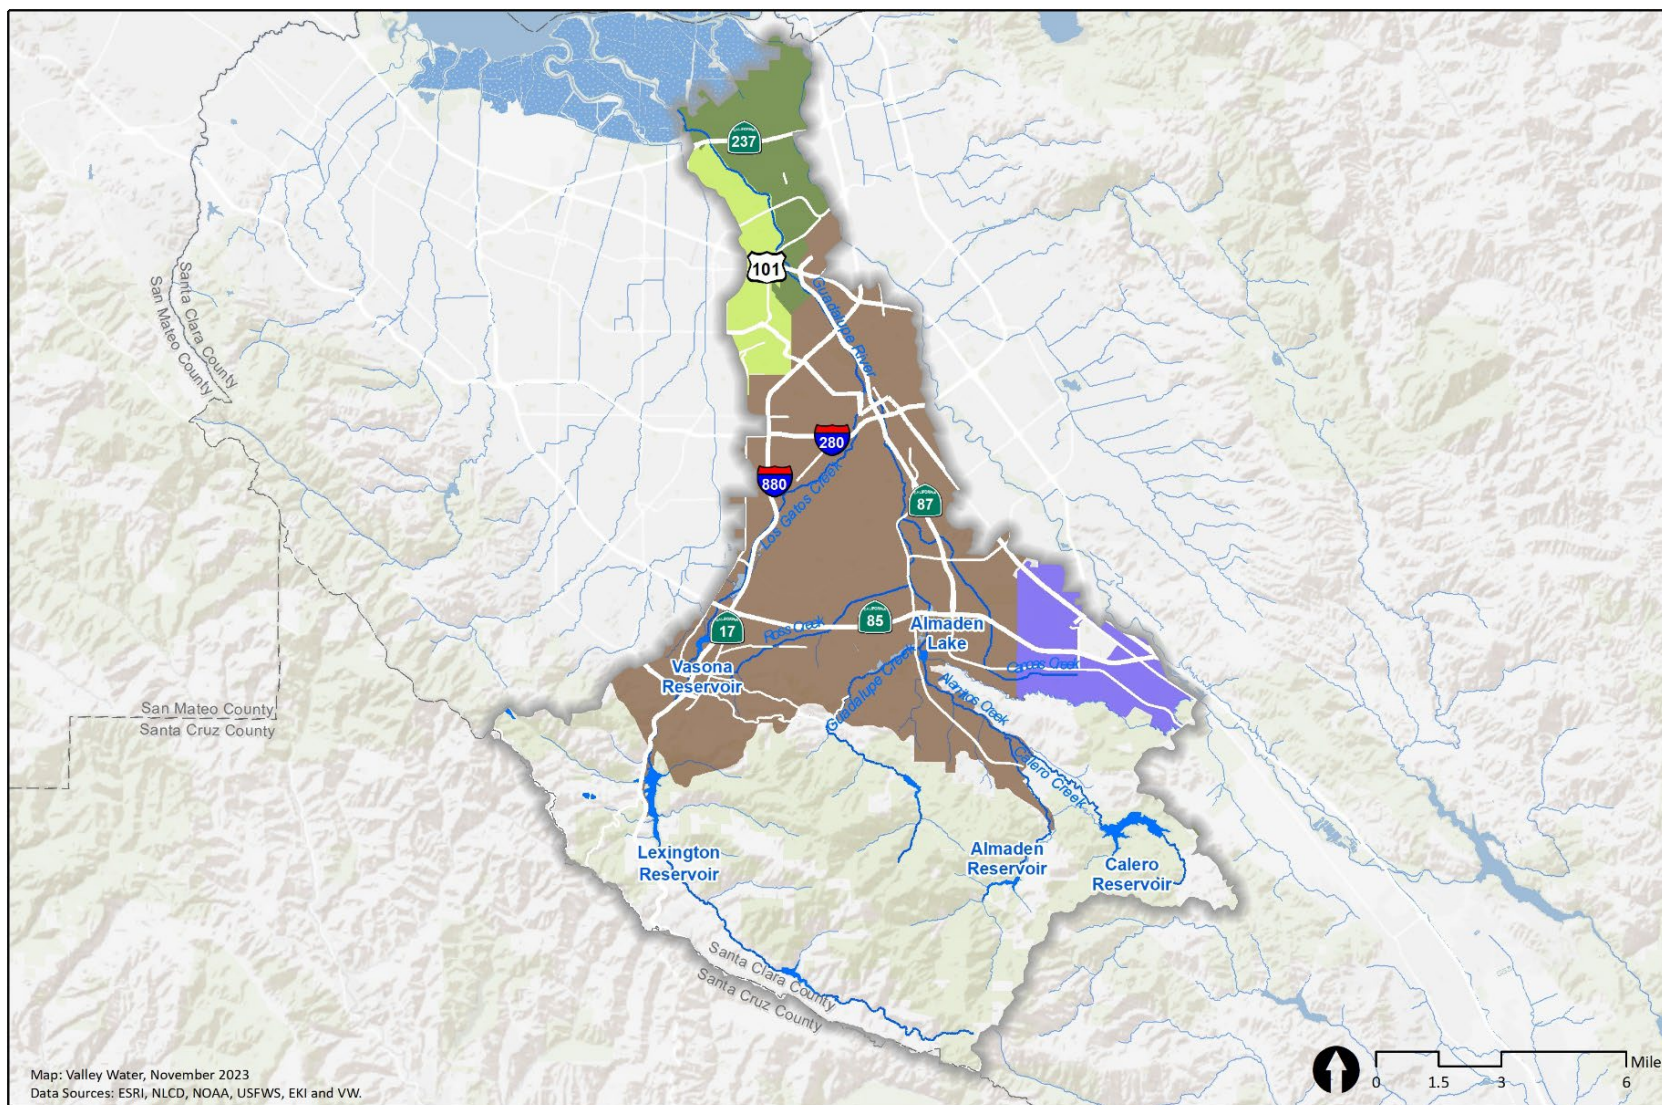 237
101
Guadalupe River
Santa Clara County
San Mateo County
280
880
Los Gatos Creek
87
17
Ross Creek
85
Almaden
Lake
Vasona
Reservoir
Guadalupe Creek
Canoas Creek
Alamitos Creek
San Mateo County
Santa Cruz County
Calero Creek
Lexington
Reservoir
Almaden
Reservoir
Calero
Reservoir
Santa Clara County
Santa Cruz County
Map: Valley Water, November 2023
Data Sources: ESRI, NLCD, NOAA, USFWS, EKI and VW.
Mile
0 1.5 3 6